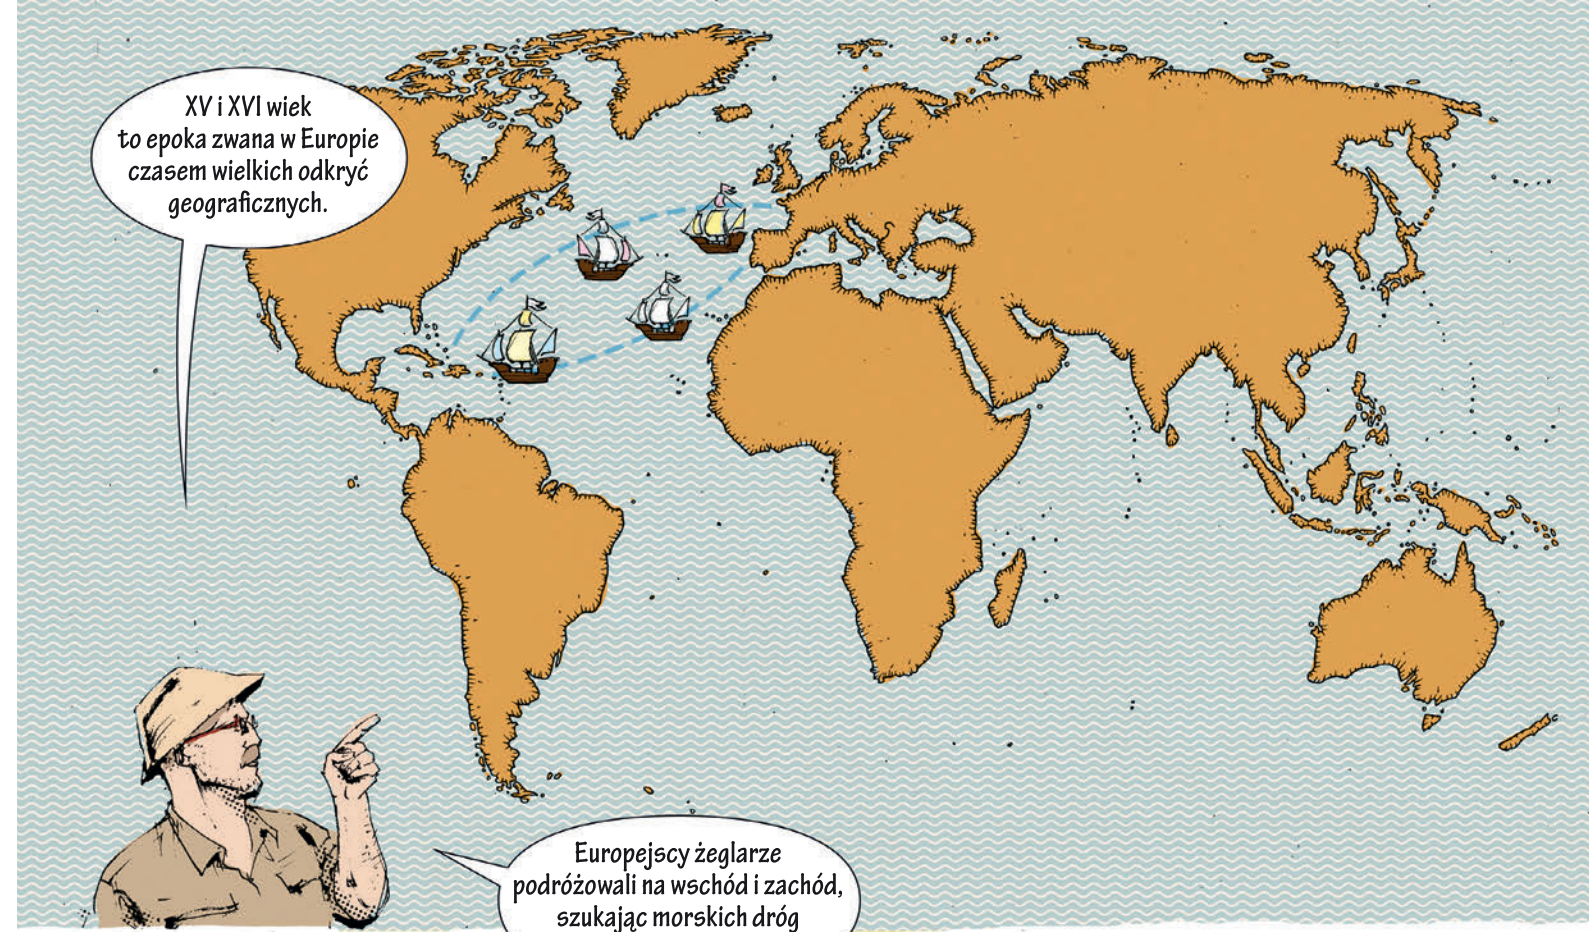 XV i XVI wiek
to epoka zwana w Europie
czasem wielkich odkryć
geograficznych.
Europejscy żeglarze
podróżowali na wschód i zachód,
szukając morskich dróg